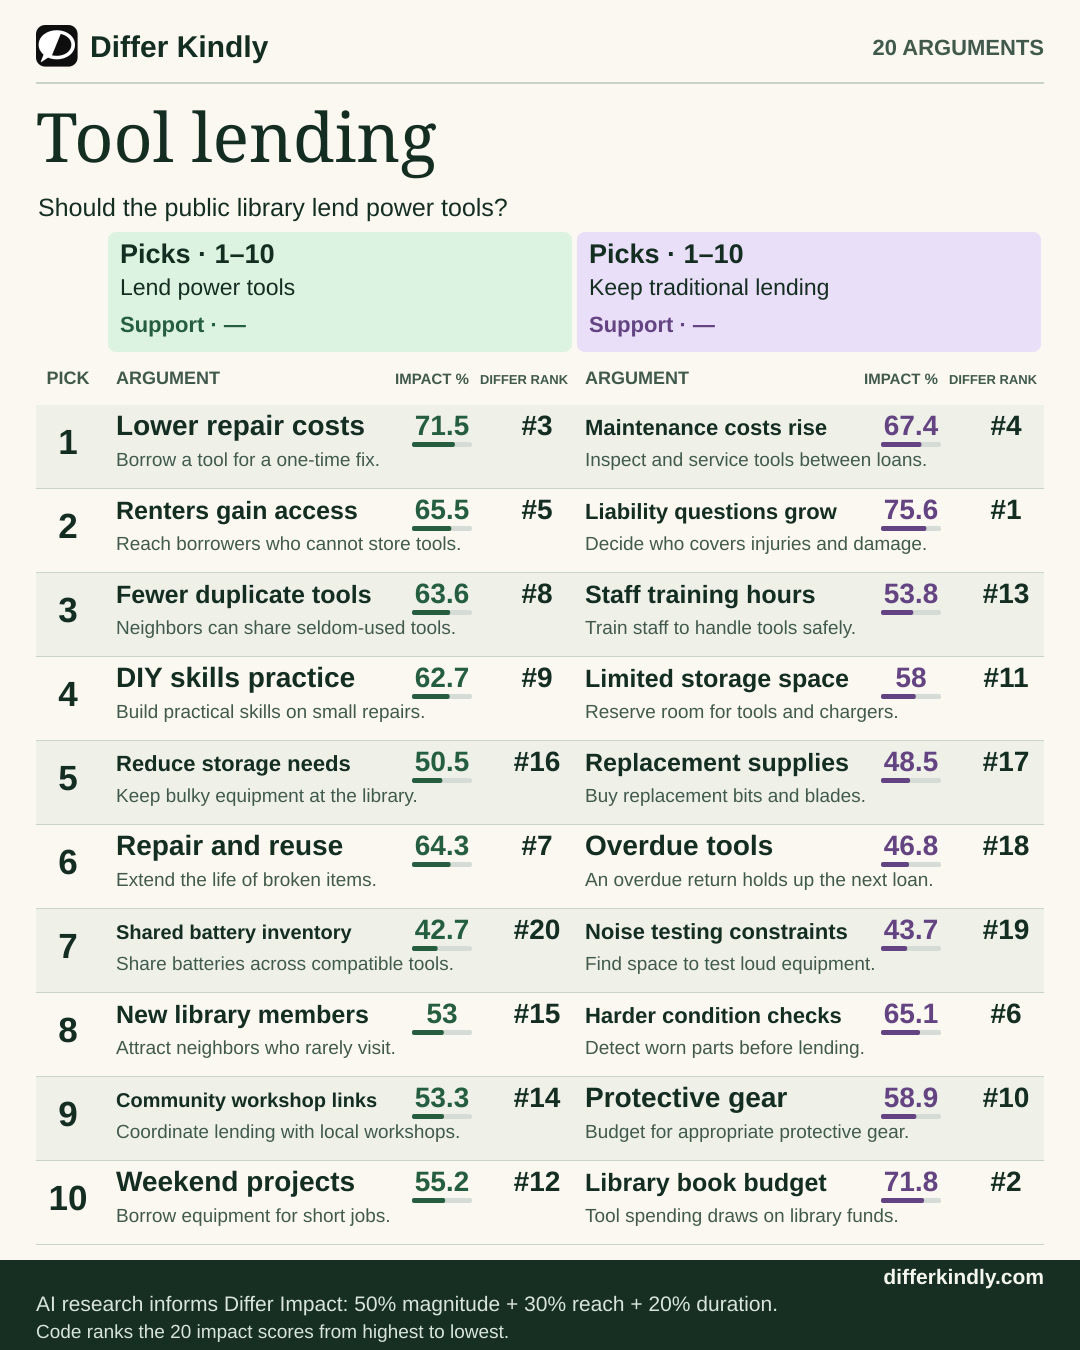 Differ Kindly
20 ARGUMENTS
Tool lending
Should the public library lend power tools?
Picks · 1–10
Lend power tools
Support · —
Picks · 1–10
Keep traditional lending
Support · —
PICK ARGUMENT IMPACT % DIFFER RANK ARGUMENT IMPACT % DIFFER RANK
1 Lower repair costs 71.5 #3 Maintenance costs rise 67.4 #4
Borrow a tool for a one-time fix. Inspect and service tools between loans.
2 Renters gain access 65.5 #5 Liability questions grow 75.6 #1
Reach borrowers who cannot store tools. Decide who covers injuries and damage.
3 Fewer duplicate tools 63.6 #8 Staff training hours 53.8 #13
Neighbors can share seldom-used tools. Train staff to handle tools safely.
4 DIY skills practice 62.7 #9 Limited storage space 58 #11
Build practical skills on small repairs. Reserve room for tools and chargers.
5 Reduce storage needs 50.5 #16 Replacement supplies 48.5 #17
Keep bulky equipment at the library. Buy replacement bits and blades.
6 Repair and reuse 64.3 #7 Overdue tools 46.8 #18
Extend the life of broken items. An overdue return holds up the next loan.
7 Shared battery inventory 42.7 #20 Noise testing constraints 43.7 #19
Share batteries across compatible tools. Find space to test loud equipment.
8 New library members 53 #15 Harder condition checks 65.1 #6
Attract neighbors who rarely visit. Detect worn parts before lending.
9 Community workshop links 53.3 #14 Protective gear 58.9 #10
Coordinate lending with local workshops. Budget for appropriate protective gear.
10 Weekend projects 55.2 #12 Library book budget 71.8 #2
Borrow equipment for short jobs. Tool spending draws on library funds.
differkindly.com
AI research informs Differ Impact: 50% magnitude + 30% reach + 20% duration.
Code ranks the 20 impact scores from highest to lowest.